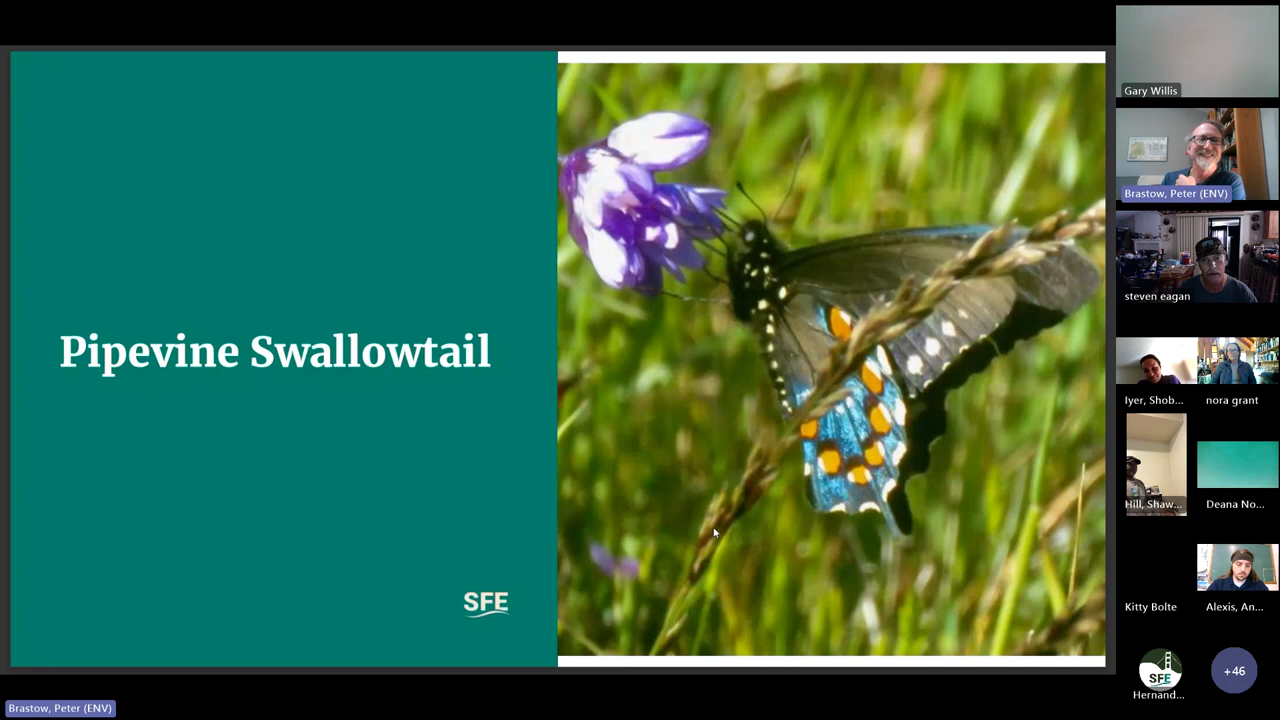 Pipevine Swallowtail
SFE
Brastow, Peter (ENV)
Gary Willis
Brastow, Peter (ENV)
steven eagan
Iyer, Shob...
nora grant
Hill, Shaw...
Deana No...
Kitty Bolte
Alexis, An...
SFE
Hernand...
+46